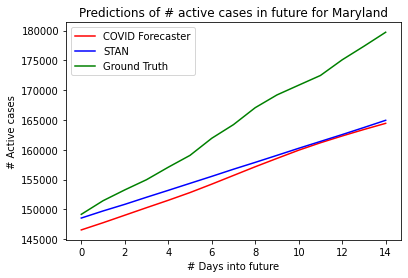 Predictions of # active cases in future for Maryland
COVID Forecaster
STAN
Ground Truth
# Active cases
180000
175000
170000
165000
160000
155000
150000
145000
0 2 4 6 8 10 12 14
# Days into future